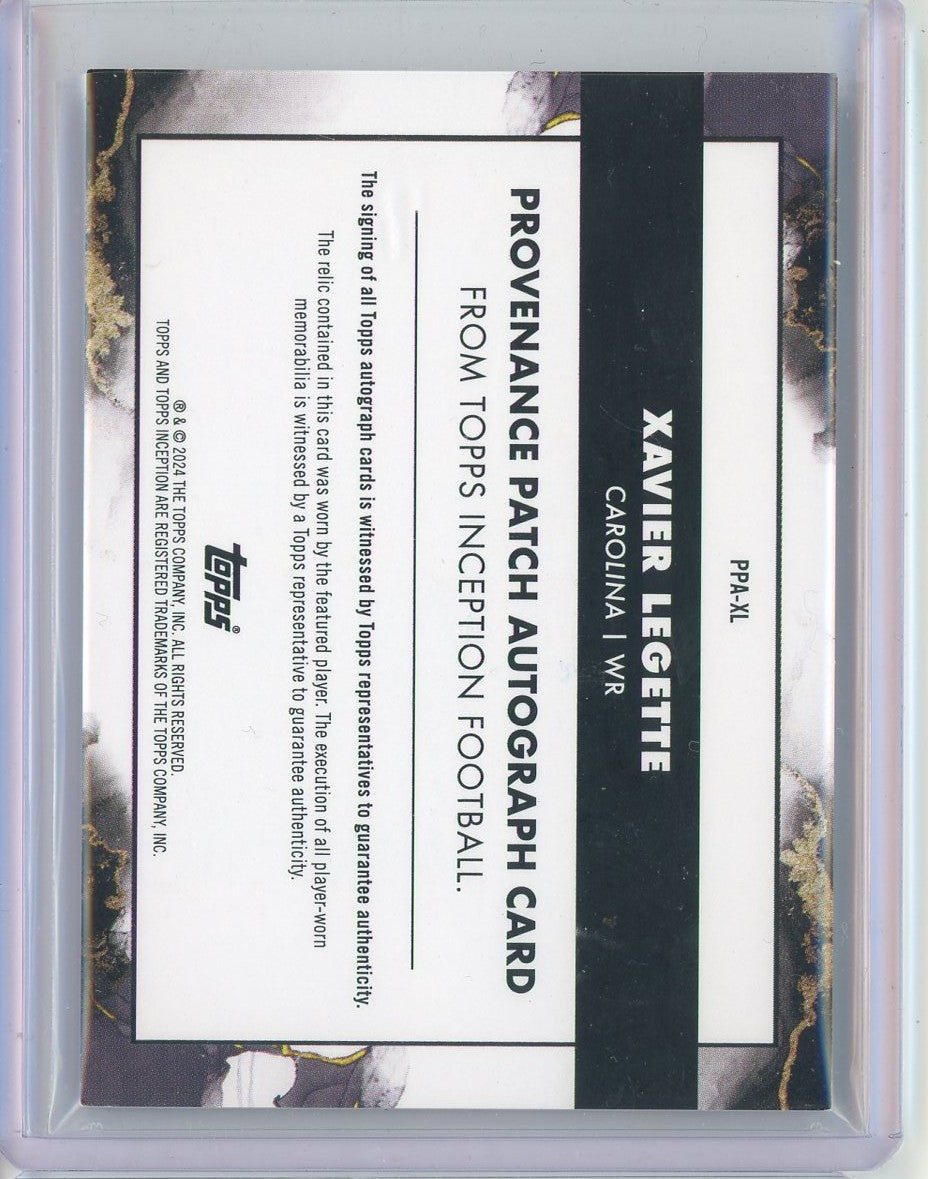 PPA-XL
XAVIER LEGETTE
CAROLINA | WR
PROVENANCE PATCH AUTOGRAPH CARD
FROM TOPPS INCEPTION FOOTBALL.
The signing of all Topps autograph cards is witnessed by Topps representatives to guarantee authenticity.
The relic contained in this card was worn by the featured player. The execution of all player-worn
memorabilia is witnessed by a Topps representative to guarantee authenticity.
topps®
® & © 2024 THE TOPPS COMPANY, INC. ALL RIGHTS RESERVED.
TOPPS AND TOPPS INCEPTION ARE REGISTERED TRADEMARKS OF THE TOPPS COMPANY, INC.